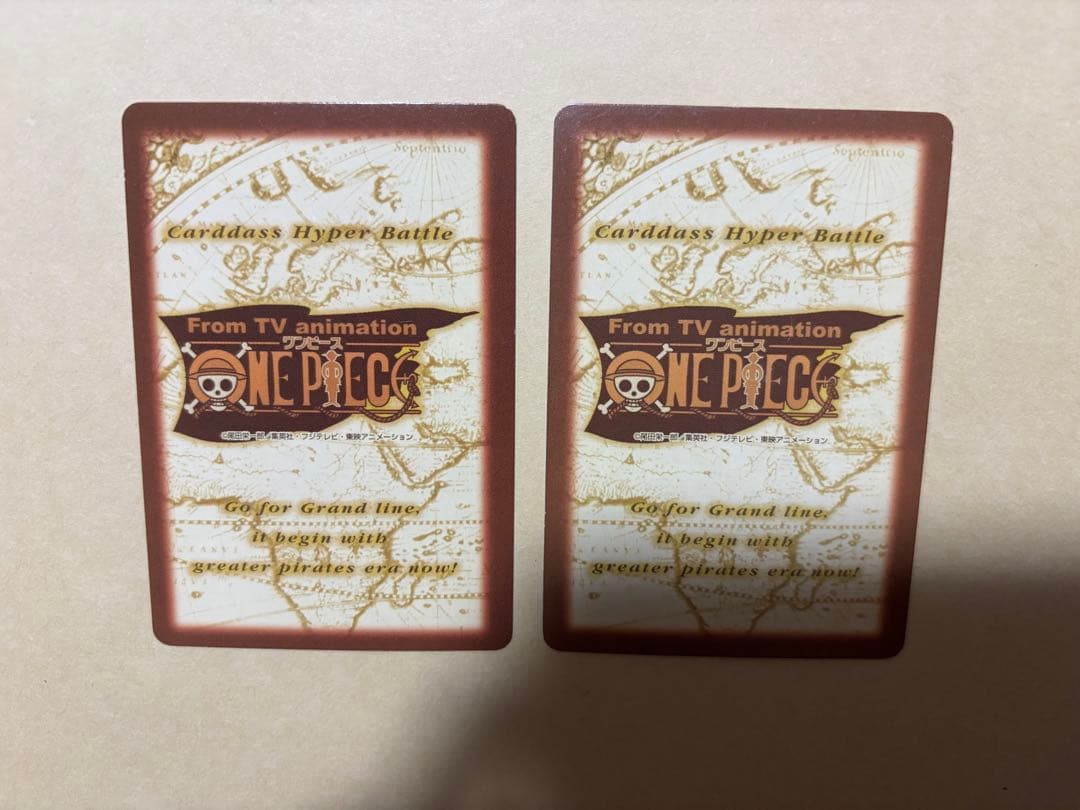 Septentrio
Carddass Hyper Battle
From TV animation
ワンピース
ONE PIECE
©尾田栄一郎／集英社・フジテレビ・東映アニメーション
Go for Grand line,
it begin with
greater pirates era now!
Septentrio
Carddass Hyper Battle
From TV animation
ワンピース
ONE PIECE
©尾田栄一郎／集英社・フジテレビ・東映アニメーション
Go for Grand line,
it begin with
greater pirates era now!